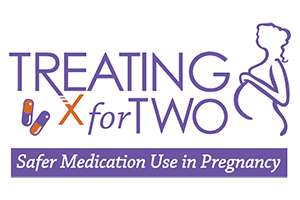 TREATING
X for TWO
Safer Medication Use in Pregnancy